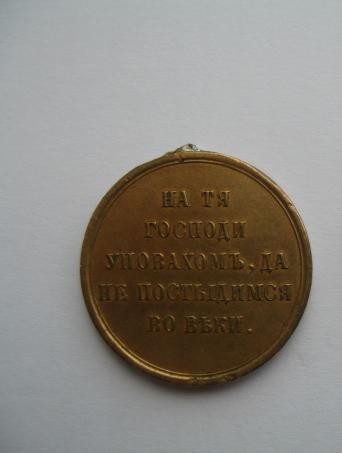 НА ТЯ
ГОСПОДИ
УПОВАХОМЪ, ДА
НЕ ПОСТЫДИМСЯ
ВО ВѢКИ.